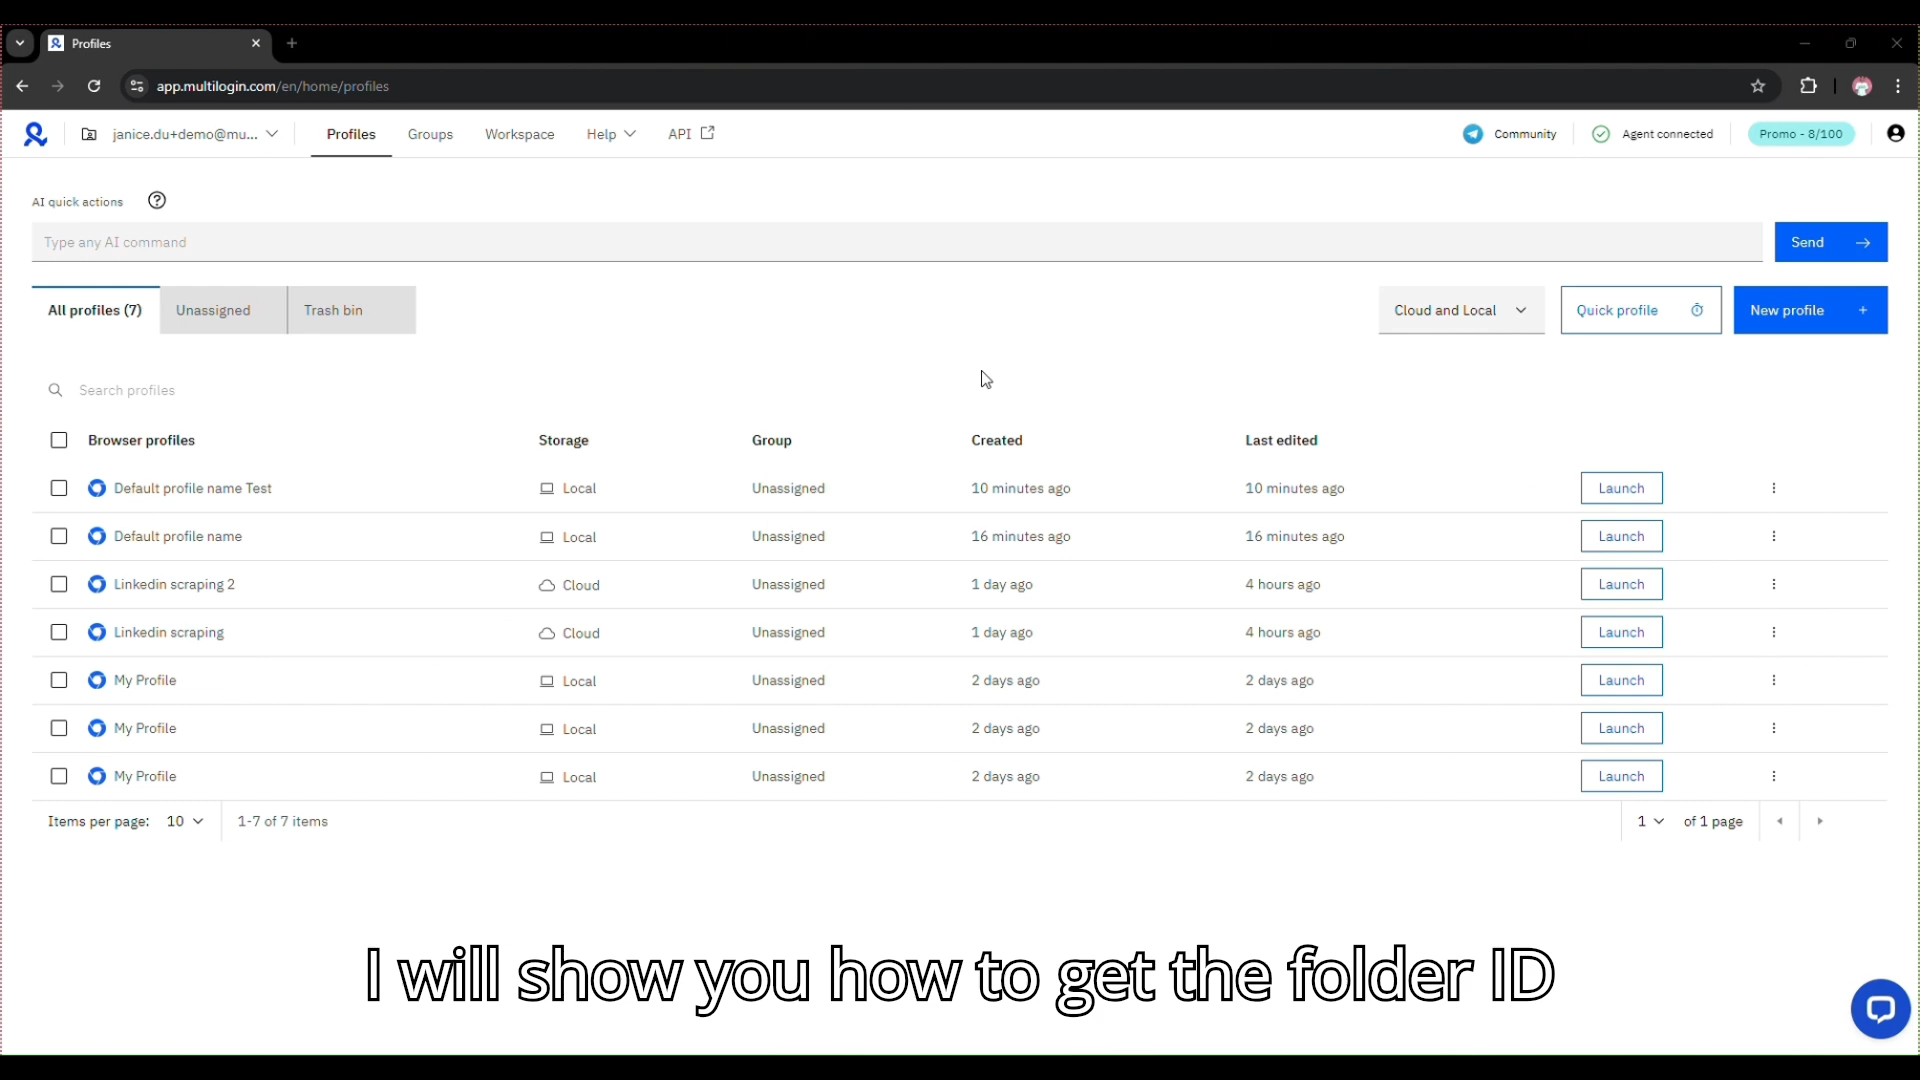 Profiles
app.multilogin.com/en/home/profiles
janice.du+demo@mu...
Profiles
Groups
Workspace
Help
API
Community
Agent connected
Promo - 8/100
AI quick actions
Type any AI command
Send
All profiles (7)
Unassigned
Trash bin
Cloud and Local
Quick profile
New profile +
Search profiles
Browser profiles Storage Group Created Last edited
Default profile name Test Local Unassigned 10 minutes ago 10 minutes ago Launch
Default profile name Local Unassigned 16 minutes ago 16 minutes ago Launch
Linkedin scraping 2 Cloud Unassigned 1 day ago 4 hours ago Launch
Linkedin scraping Cloud Unassigned 1 day ago 4 hours ago Launch
My Profile Local Unassigned 2 days ago 2 days ago Launch
My Profile Local Unassigned 2 days ago 2 days ago Launch
My Profile Local Unassigned 2 days ago 2 days ago Launch
Items per page: 10 1-7 of 7 items 1 of 1 page
I will show you how to get the folder ID